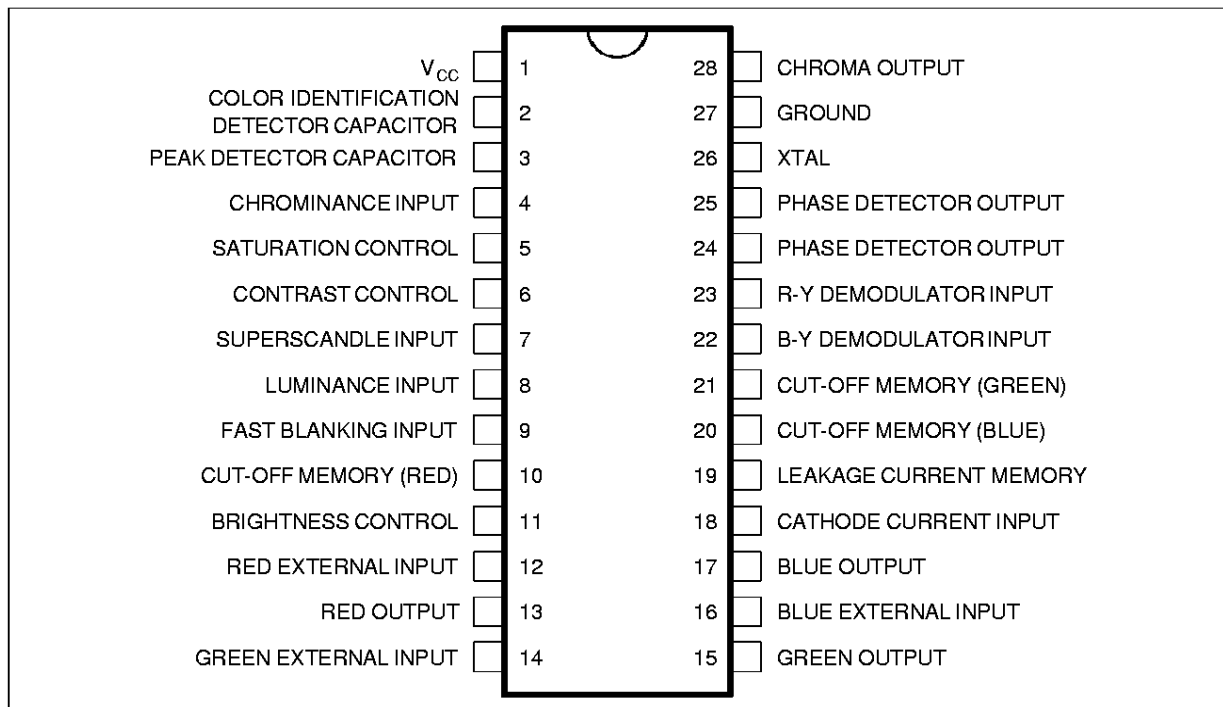 V_CC 1 28 CHROMA OUTPUT
COLOR IDENTIFICATION
DETECTOR CAPACITOR 2 27 GROUND
PEAK DETECTOR CAPACITOR 3 26 XTAL
CHROMINANCE INPUT 4 25 PHASE DETECTOR OUTPUT
SATURATION CONTROL 5 24 PHASE DETECTOR OUTPUT
CONTRAST CONTROL 6 23 R-Y DEMODULATOR INPUT
SUPERSCANDLE INPUT 7 22 B-Y DEMODULATOR INPUT
LUMINANCE INPUT 8 21 CUT-OFF MEMORY (GREEN)
FAST BLANKING INPUT 9 20 CUT-OFF MEMORY (BLUE)
CUT-OFF MEMORY (RED) 10 19 LEAKAGE CURRENT MEMORY
BRIGHTNESS CONTROL 11 18 CATHODE CURRENT INPUT
RED EXTERNAL INPUT 12 17 BLUE OUTPUT
RED OUTPUT 13 16 BLUE EXTERNAL INPUT
GREEN EXTERNAL INPUT 14 15 GREEN OUTPUT